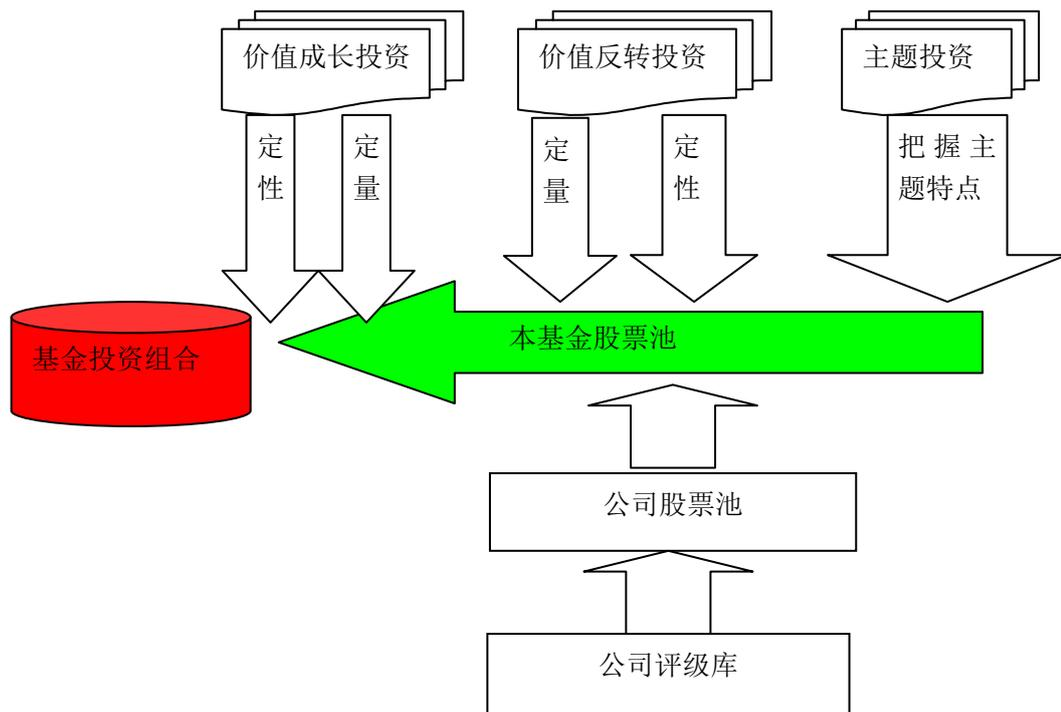 价值成长投资
价值反转投资
主题投资
定
性
定
量
定
量
定
性
把握主
题特点
本基金股票池
基金投资组合
公司股票池
公司评级库